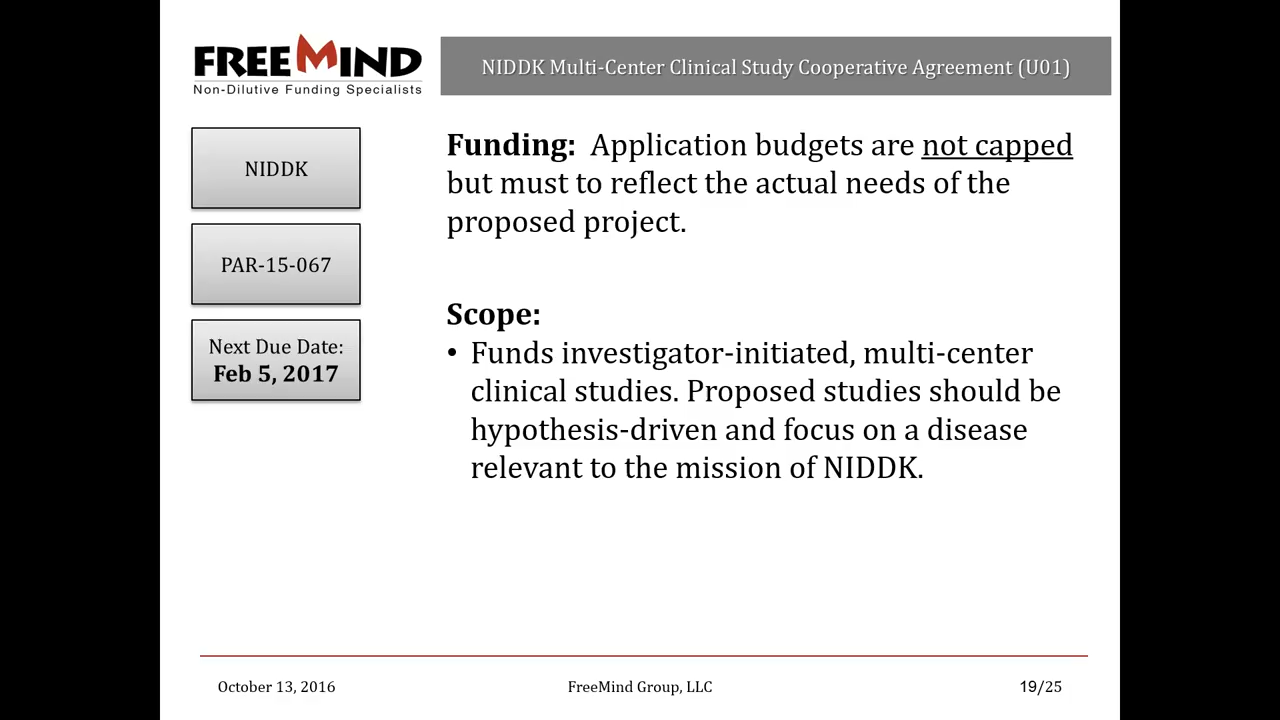 FREEMIND
Non-Dilutive Funding Specialists
NIDDK Multi-Center Clinical Study Cooperative Agreement (U01)
NIDDK
PAR-15-067
Next Due Date:
Feb 5, 2017
Funding: Application budgets are not capped
but must to reflect the actual needs of the
proposed project.
Scope:
• Funds investigator-initiated, multi-center
clinical studies. Proposed studies should be
hypothesis-driven and focus on a disease
relevant to the mission of NIDDK.
October 13, 2016
FreeMind Group, LLC
19/25